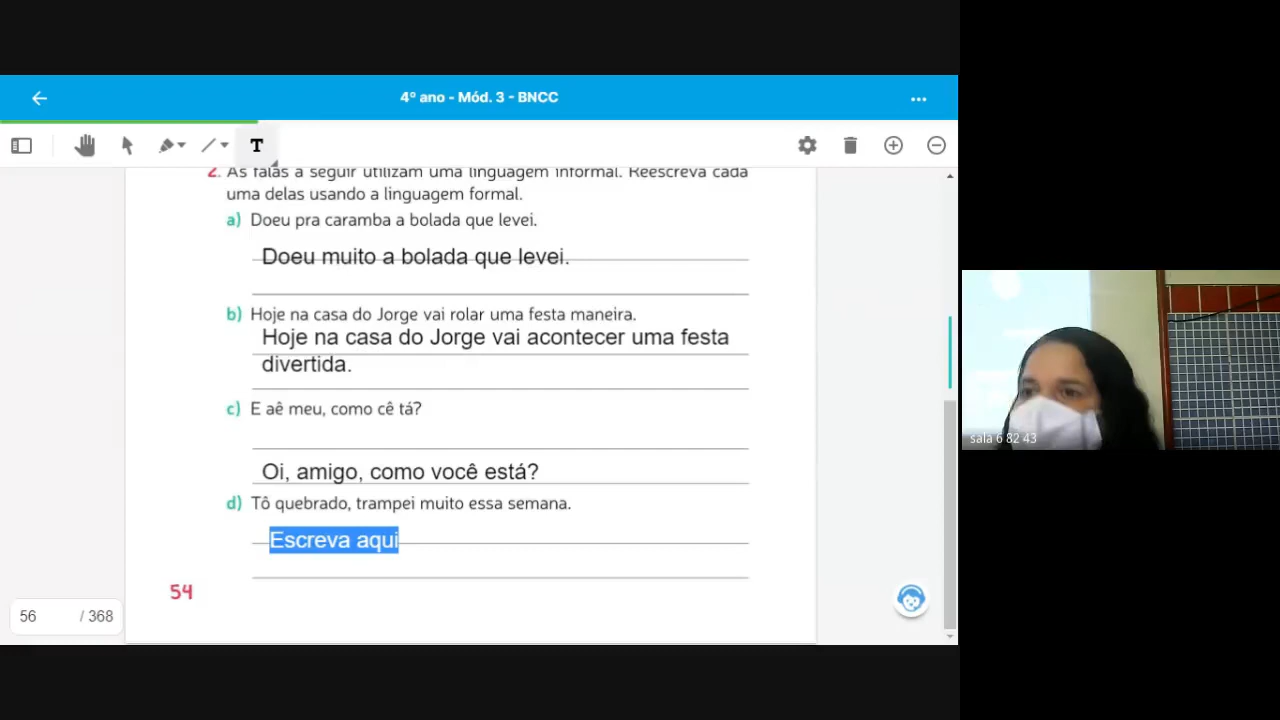 4º ano - Mód. 3 - BNCC
T
2. As falas a seguir utilizam uma linguagem informal. Reescreva cada
uma delas usando a linguagem formal.
a) Doeu pra caramba a bolada que levei.
Doeu muito a bolada que levei.
b) Hoje na casa do Jorge vai rolar uma festa maneira.
Hoje na casa do Jorge vai acontecer uma festa
divertida.
c) E aê meu, como cê tá?
Oi, amigo, como você está?
d) Tô quebrado, trampei muito essa semana.
Escreva aqui
54
56 / 368
sala 6 82 43